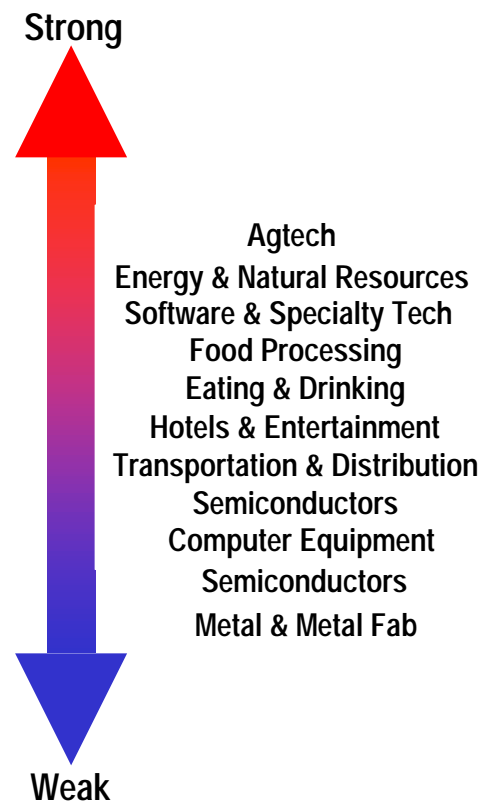 Strong
Agtech
Energy & Natural Resources
Software & Specialty Tech
Food Processing
Eating & Drinking
Hotels & Entertainment
Transportation & Distribution
Semiconductors
Computer Equipment
Semiconductors
Metal & Metal Fab
Weak